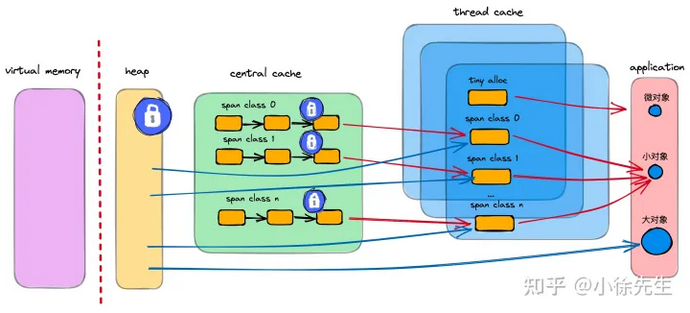 thread cache
virtual memory
heap
central cache
application
tiny alloc
微对象
span class 0
span class 0
span class 1
span class 1
小对象
...
span class n
span class n
大对象
知乎 @小徐先生